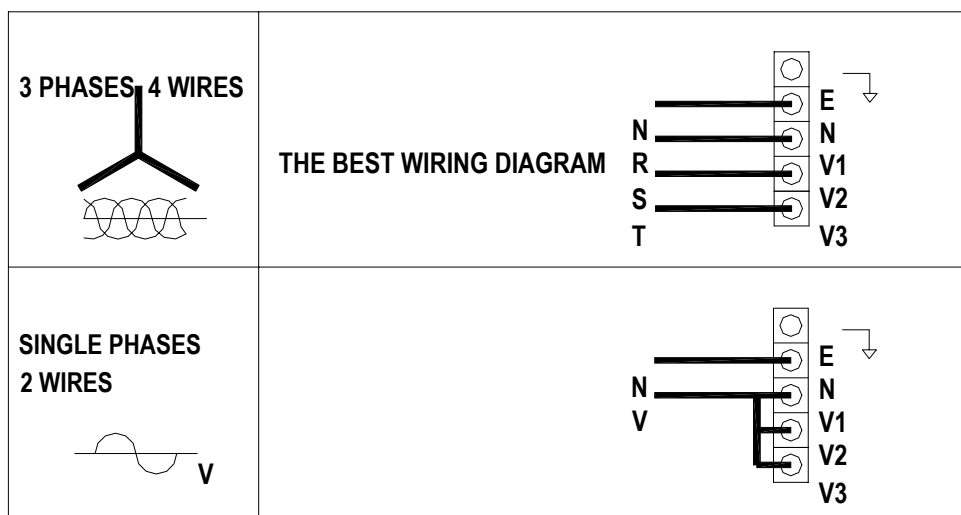 3 PHASES 4 WIRES
THE BEST WIRING DIAGRAM
E
N N
R V1
S V2
T V3
SINGLE PHASES
2 WIRES
V
E
N N
V V1
V2
V3